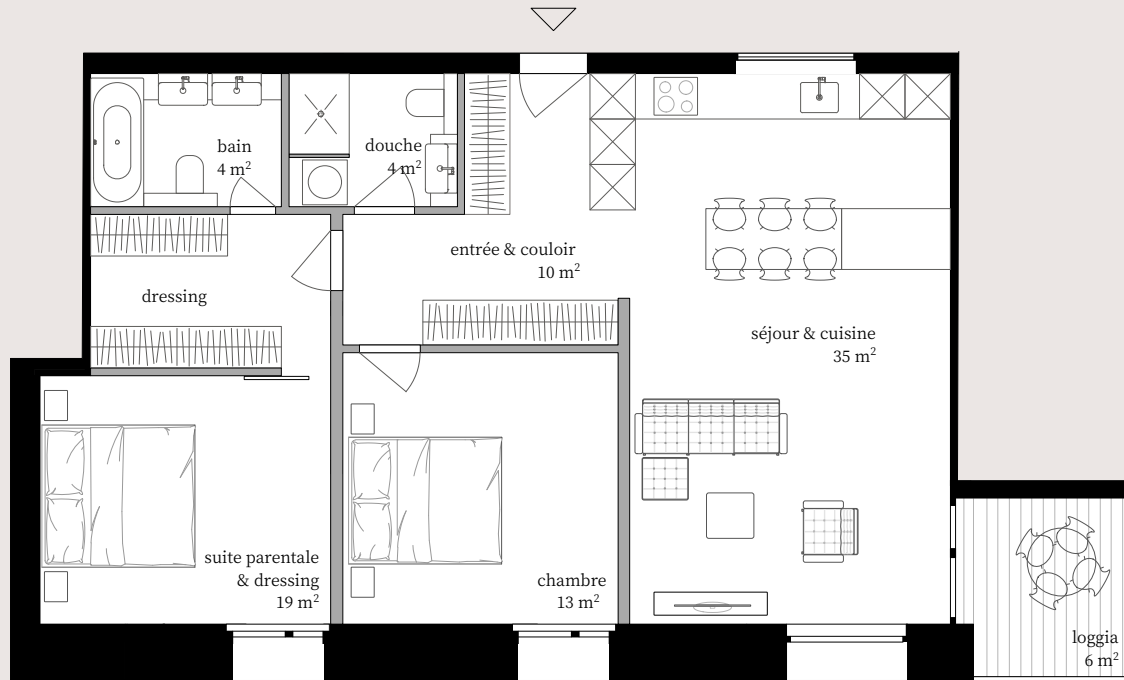 bain
4 m²
douche
4 m²
entrée & couloir
10 m²
dressing
séjour & cuisine
35 m²
suite parentale
& dressing
19 m²
chambre
13 m²
loggia
6 m²